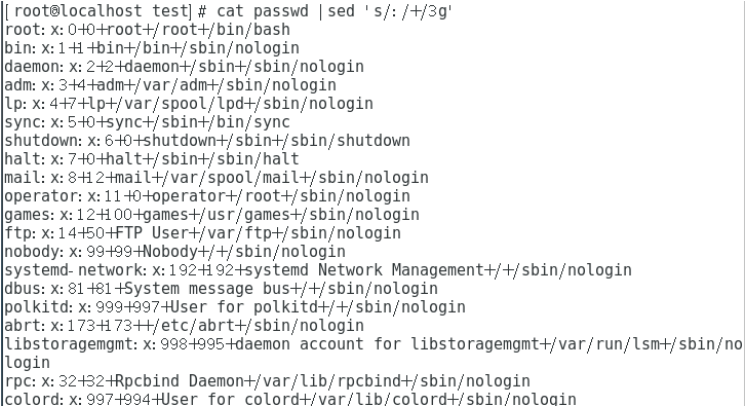 [root@localhost test]# cat passwd |sed 's/:/+/3g'
root:x:0+0+root+/root+/bin/bash
bin:x:1+1+bin+/bin+/sbin/nologin
daemon:x:2+2+daemon+/sbin+/sbin/nologin
adm:x:3+4+adm+/var/adm+/sbin/nologin
lp:x:4+7+lp+/var/spool/lpd+/sbin/nologin
sync:x:5+0+sync+/sbin+/bin/sync
shutdown:x:6+0+shutdown+/sbin+/sbin/shutdown
halt:x:7+0+halt+/sbin+/sbin/halt
mail:x:8+12+mail+/var/spool/mail+/sbin/nologin
operator:x:11+0+operator+/root+/sbin/nologin
games:x:12+100+games+/usr/games+/sbin/nologin
ftp:x:14+50+FTP User+/var/ftp+/sbin/nologin
nobody:x:99+99+Nobody+/+/sbin/nologin
systemd-network:x:192+192+systemd Network Management+/+/sbin/nologin
dbus:x:81+81+System message bus+/+/sbin/nologin
polkitd:x:999+997+User for polkitd+/+/sbin/nologin
abrt:x:173+173++/etc/abrt+/sbin/nologin
libstoragemgmt:x:998+995+daemon account for libstoragemgmt+/var/run/lsm+/sbin/no
login
rpc:x:32+32+Rpcbind Daemon+/var/lib/rpcbind+/sbin/nologin
colord:x:997+994+User for colord+/var/lib/colord+/sbin/nologin